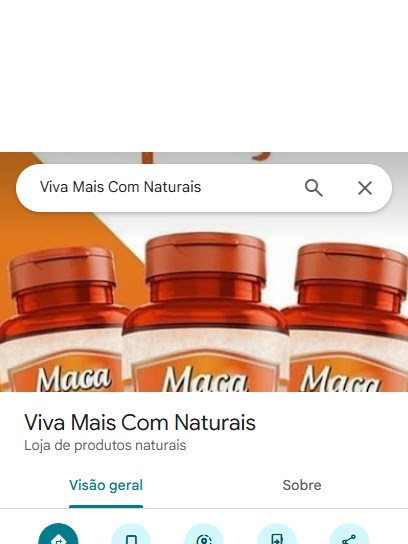 Viva Mais Com Naturais
Maca
Maca
Maca
Viva Mais Com Naturais
Loja de produtos naturais
Visão geral
Sobre